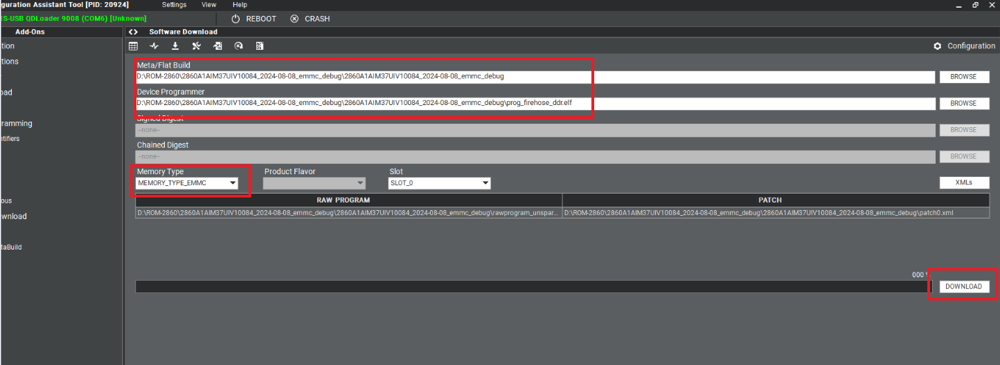 guration Assistant Tool [PID: 20924] Settings View Help
IS-USB QDLoader 9008 (COM6) [Unknown] REBOOT CRASH
Add-Ons <> Software Download
tion
Configuration
tions
Meta/Flat Build
D:\ROM-2860\2860A1AIM37UIV10084_2024-08-08_emmc_debug\2860A1AIM37UIV10084_2024-08-08_emmc_debug BROWSE
oad
Device Programmer
D:\ROM-2860\2860A1AIM37UIV10084_2024-08-08_emmc_debug\2860A1AIM37UIV10084_2024-08-08_emmc_debug\prog_firehose_ddr.elf BROWSE
Signed Digest
ramming
--none-- BROWSE
ntifiers
Chained Digest
--none-- BROWSE
Memory Type Product Flavor Slot
MEMORY_TYPE_EMMC SLOT_0 XMLs
ous
RAW PROGRAM PATCH
D:\ROM-2860\2860A1AIM37UIV10084_2024-08-08_emmc_debug\2860A1AIM37UIV10084_2024-08-08_emmc_debug\rawprogram_unspar... D:\ROM-2860\2860A1AIM37UIV10084_2024-08-08_emmc_debug\2860A1AIM37UIV10084_2024-08-08_emmc_debug\patch0.xml
wnload
taBuild
000 %
DOWNLOAD